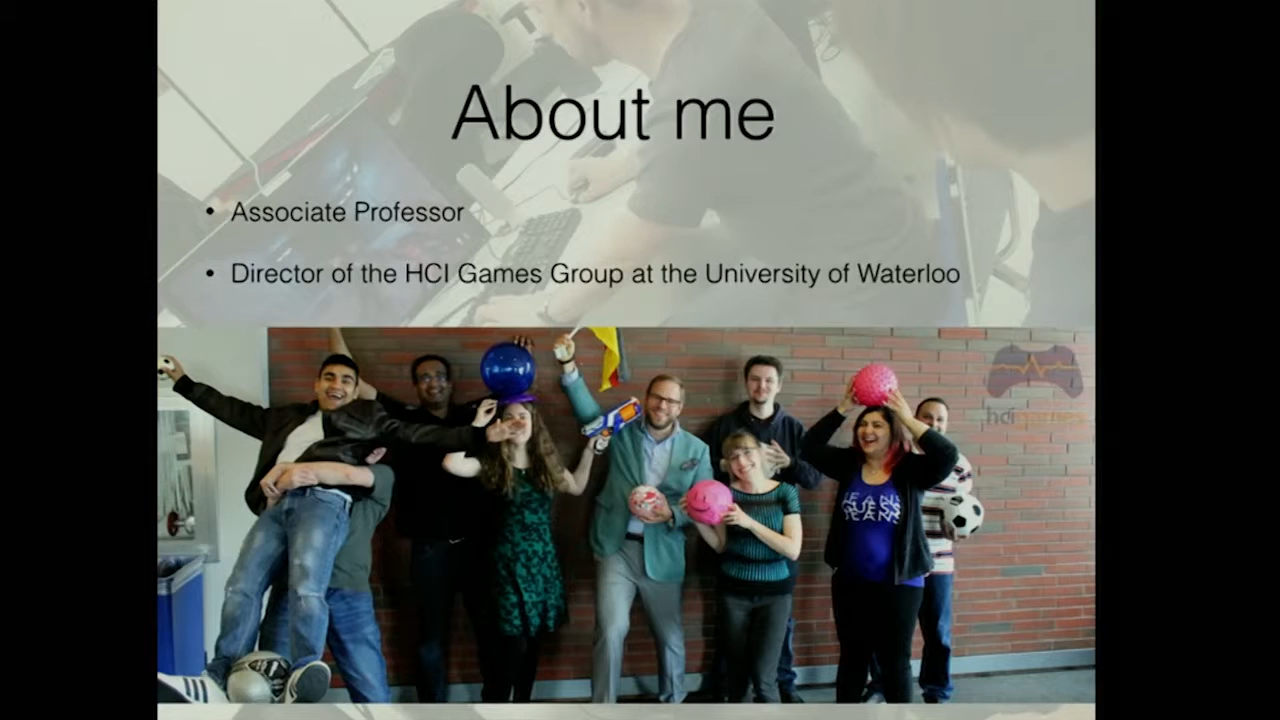 About me
• Associate Professor
• Director of the HCI Games Group at the University of Waterloo
hcigames